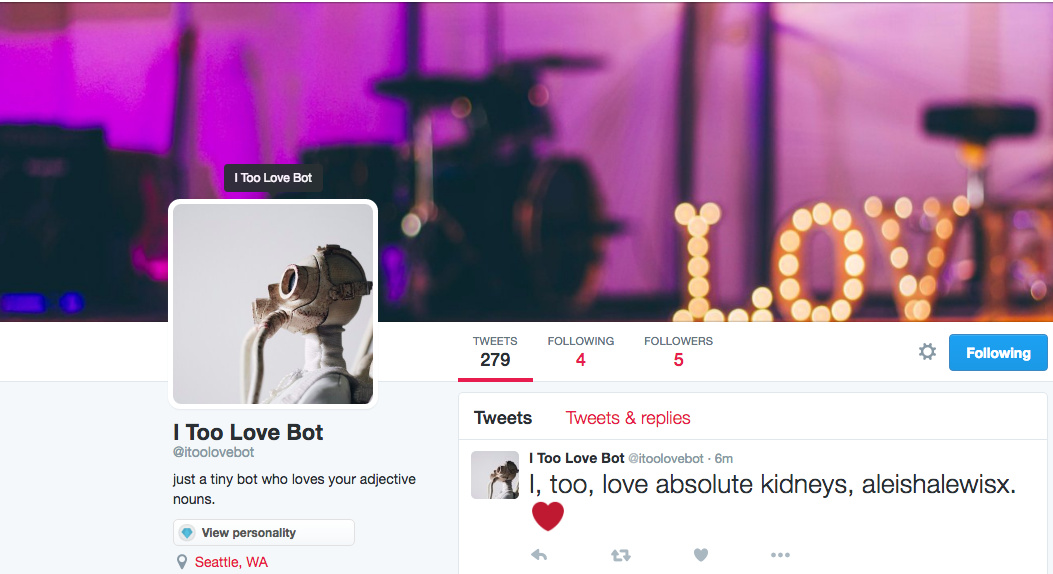 LOVE
I Too Love Bot
TWEETS
279
FOLLOWING
4
FOLLOWERS
5
Following
I Too Love Bot
@itoolovebot
just a tiny bot who loves your adjective
nouns.
View personality
Seattle, WA
Tweets
Tweets & replies
I Too Love Bot @itoolovebot · 6m
I, too, love absolute kidneys, aleishalewisx.